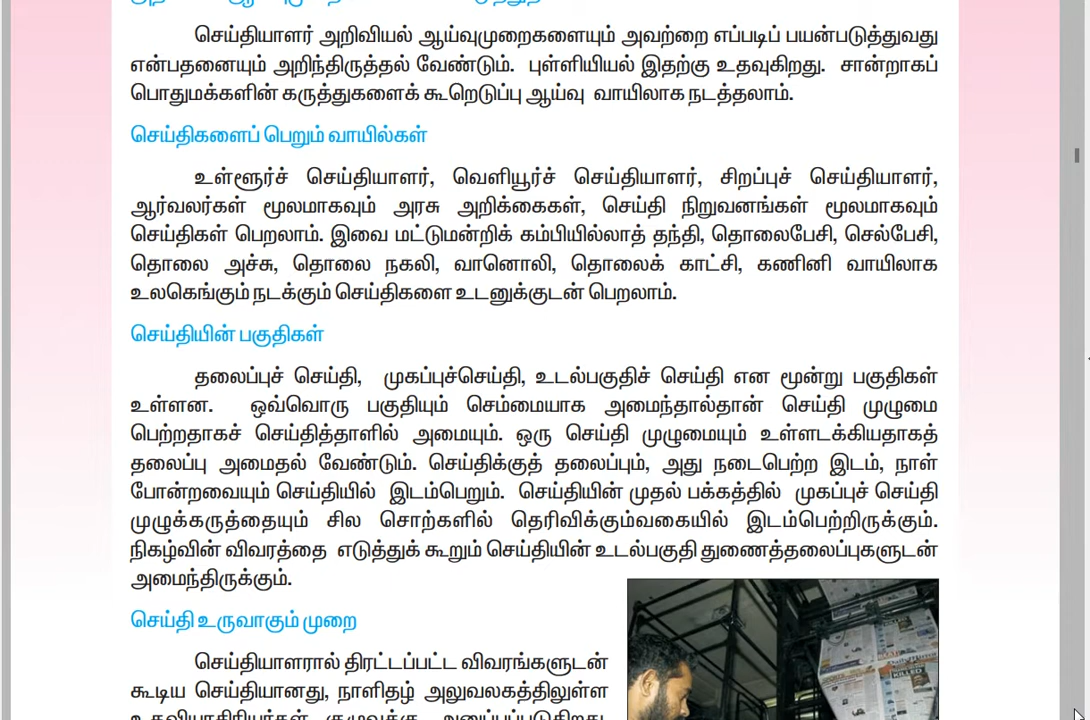 செய்தியாளர் அறிவியல் ஆய்வுமுறைகளையும் அவற்றை எப்படிப் பயன்படுத்துவது
என்பதனையும் அறிந்திருத்தல் வேண்டும். புள்ளியியல் இதற்கு உதவுகிறது. சான்றாகப்
பொதுமக்களின் கருத்துகளைக் கூறெடுப்பு ஆய்வு வாயிலாக நடத்தலாம்.
செய்திகளைப் பெறும் வாயில்கள்
உள்ளூர்ச் செய்தியாளர், வெளியூர்ச் செய்தியாளர், சிறப்புச் செய்தியாளர்,
ஆர்வலர்கள் மூலமாகவும் அரசு அறிக்கைகள், செய்தி நிறுவனங்கள் மூலமாகவும்
செய்திகள் பெறலாம். இவை மட்டுமன்றிக் கம்பியில்லாத் தந்தி, தொலைபேசி, செல்பேசி,
தொலை அச்சு, தொலை நகலி, வானொலி, தொலைக் காட்சி, கணினி வாயிலாக
உலகெங்கும் நடக்கும் செய்திகளை உடனுக்குடன் பெறலாம்.
செய்தியின் பகுதிகள்
தலைப்புச் செய்தி, முகப்புச்செய்தி, உடல்பகுதிச் செய்தி என மூன்று பகுதிகள்
உள்ளன. ஒவ்வொரு பகுதியும் செம்மையாக அமைந்தால்தான் செய்தி முழுமை
பெற்றதாகச் செய்தித்தாளில் அமையும். ஒரு செய்தி முழுமையும் உள்ளடக்கியதாகத்
தலைப்பு அமைதல் வேண்டும். செய்திக்குத் தலைப்பும், அது நடைபெற்ற இடம், நாள்
போன்றவையும் செய்தியில் இடம்பெறும். செய்தியின் முதல் பக்கத்தில் முகப்புச் செய்தி
முழுக்கருத்தையும் சில சொற்களில் தெரிவிக்கும்வகையில் இடம்பெற்றிருக்கும்.
நிகழ்வின் விவரத்தை எடுத்துக் கூறும் செய்தியின் உடல்பகுதி துணைத்தலைப்புகளுடன்
அமைந்திருக்கும்.
செய்தி உருவாகும் முறை
செய்தியாளரால் திரட்டப்பட்ட விவரங்களுடன்
கூடிய செய்தியானது, நாளிதழ் அலுவலகத்திலுள்ள